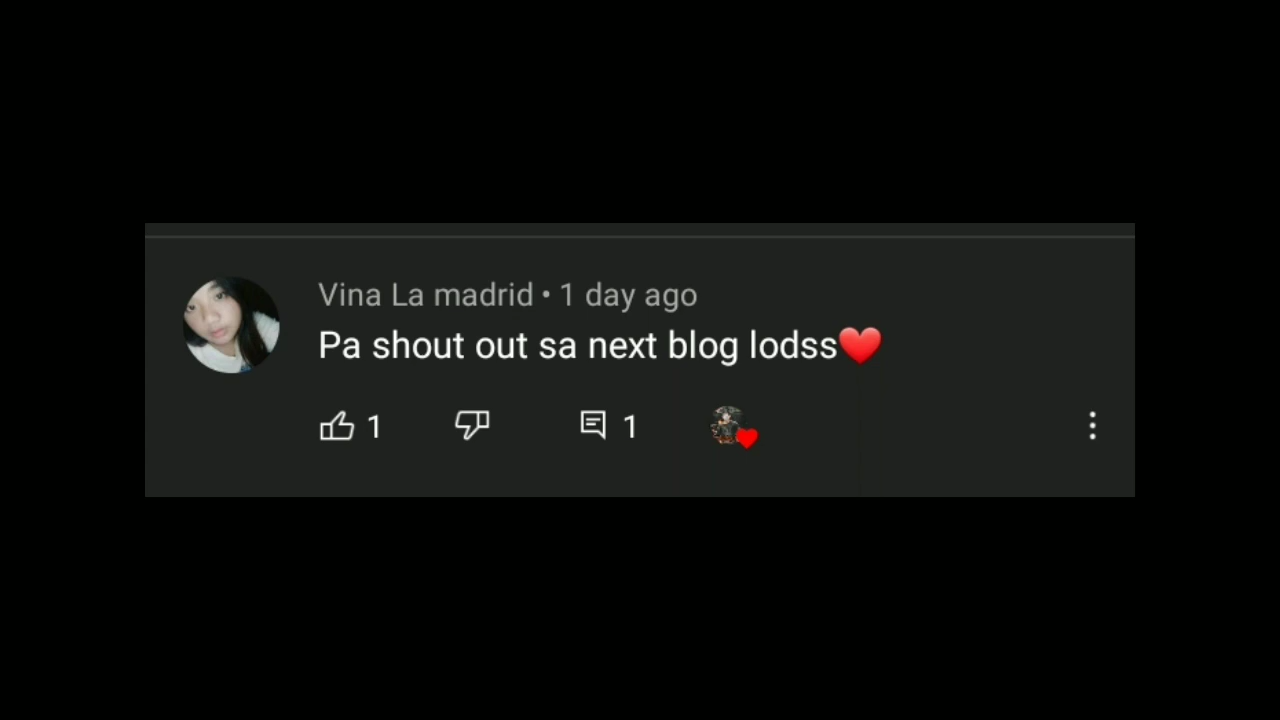 Vina La madrid • 1 day ago
Pa shout out sa next blog lodss❤️
1 1